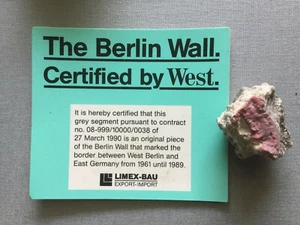 The Berlin Wall.
Certified by West.
It is hereby certified that this
grey segment pursuant to contract
no. 08-999/10000/0038 of
27 March 1990 is an original piece
of the Berlin Wall that marked the
border between West Berlin and
East Germany from 1961 until 1989.
LIMEX-BAU
EXPORT-IMPORT